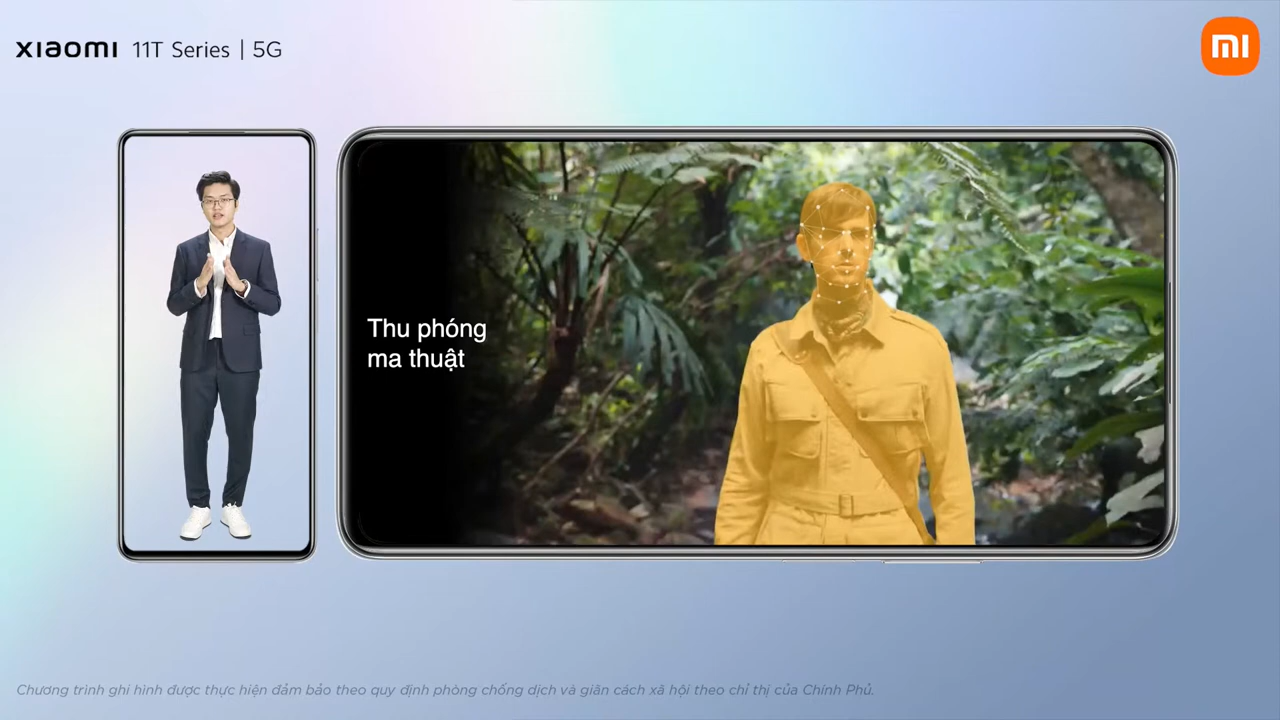 xiaomi 11T Series | 5G
mi
Thu phóng
ma thuật
Chương trình ghi hình được thực hiện đảm bảo theo quy định phòng chống dịch và giãn cách xã hội theo chỉ thị của Chính Phủ.